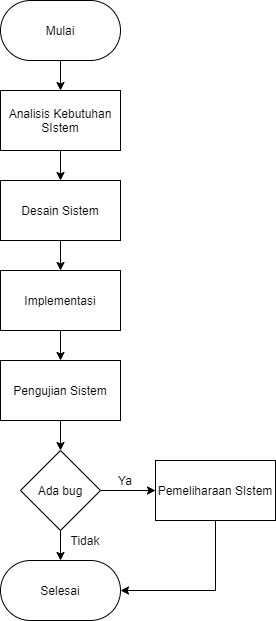 Mulai
Analisis Kebutuhan
SIstem
Desain Sistem
Implementasi
Pengujian Sistem
Ada bug
Ya
Pemeliharaan SIstem
Tidak
Selesai